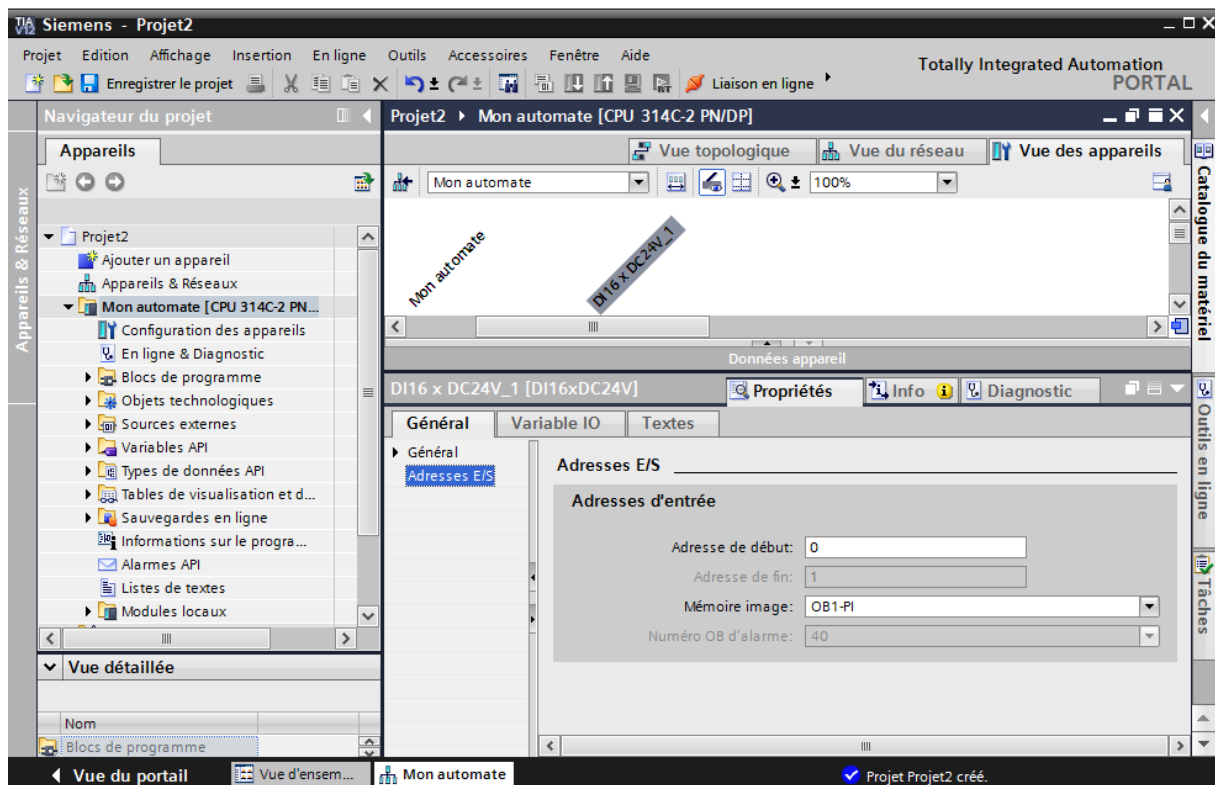 TIA V12 Siemens - Projet2
Projet Edition Affichage Insertion En ligne Outils Accessoires Fenêtre Aide
Totally Integrated Automation
PORTAL
Enregistrer le projet
Liaison en ligne
Navigateur du projet
Projet2 Mon automate [CPU 314C-2 PN/DP]
Appareils
Vue topologique
Vue du réseau
Vue des appareils
Mon automate
100%
Appareils & Réseaux
Projet2
Ajouter un appareil
Appareils & Réseaux
Mon automate [CPU 314C-2 PN...
Configuration des appareils
En ligne & Diagnostic
Blocs de programme
Objets technologiques
Sources externes
Variables API
Types de données API
Tables de visualisation et d...
Sauvegardes en ligne
Informations sur le progra...
Alarmes API
Listes de textes
Modules locaux
Vue détaillée
Nom
Blocs de programme
Mon automate
DI16 x DC24V_1
Données appareil
DI16 x DC24V_1 [DI16xDC24V]
Propriétés
Info
Diagnostic
Général
Variable IO
Textes
Général
Adresses E/S
Adresses E/S
Adresses d'entrée
Adresse de début: 0
Adresse de fin: 1
Mémoire image: OB1-PI
Numéro OB d'alarme: 40
Catalogue du matériel
Outils en ligne
Tâches
Vue du portail
Vue d'ensem...
Mon automate
Projet Projet2 créé.